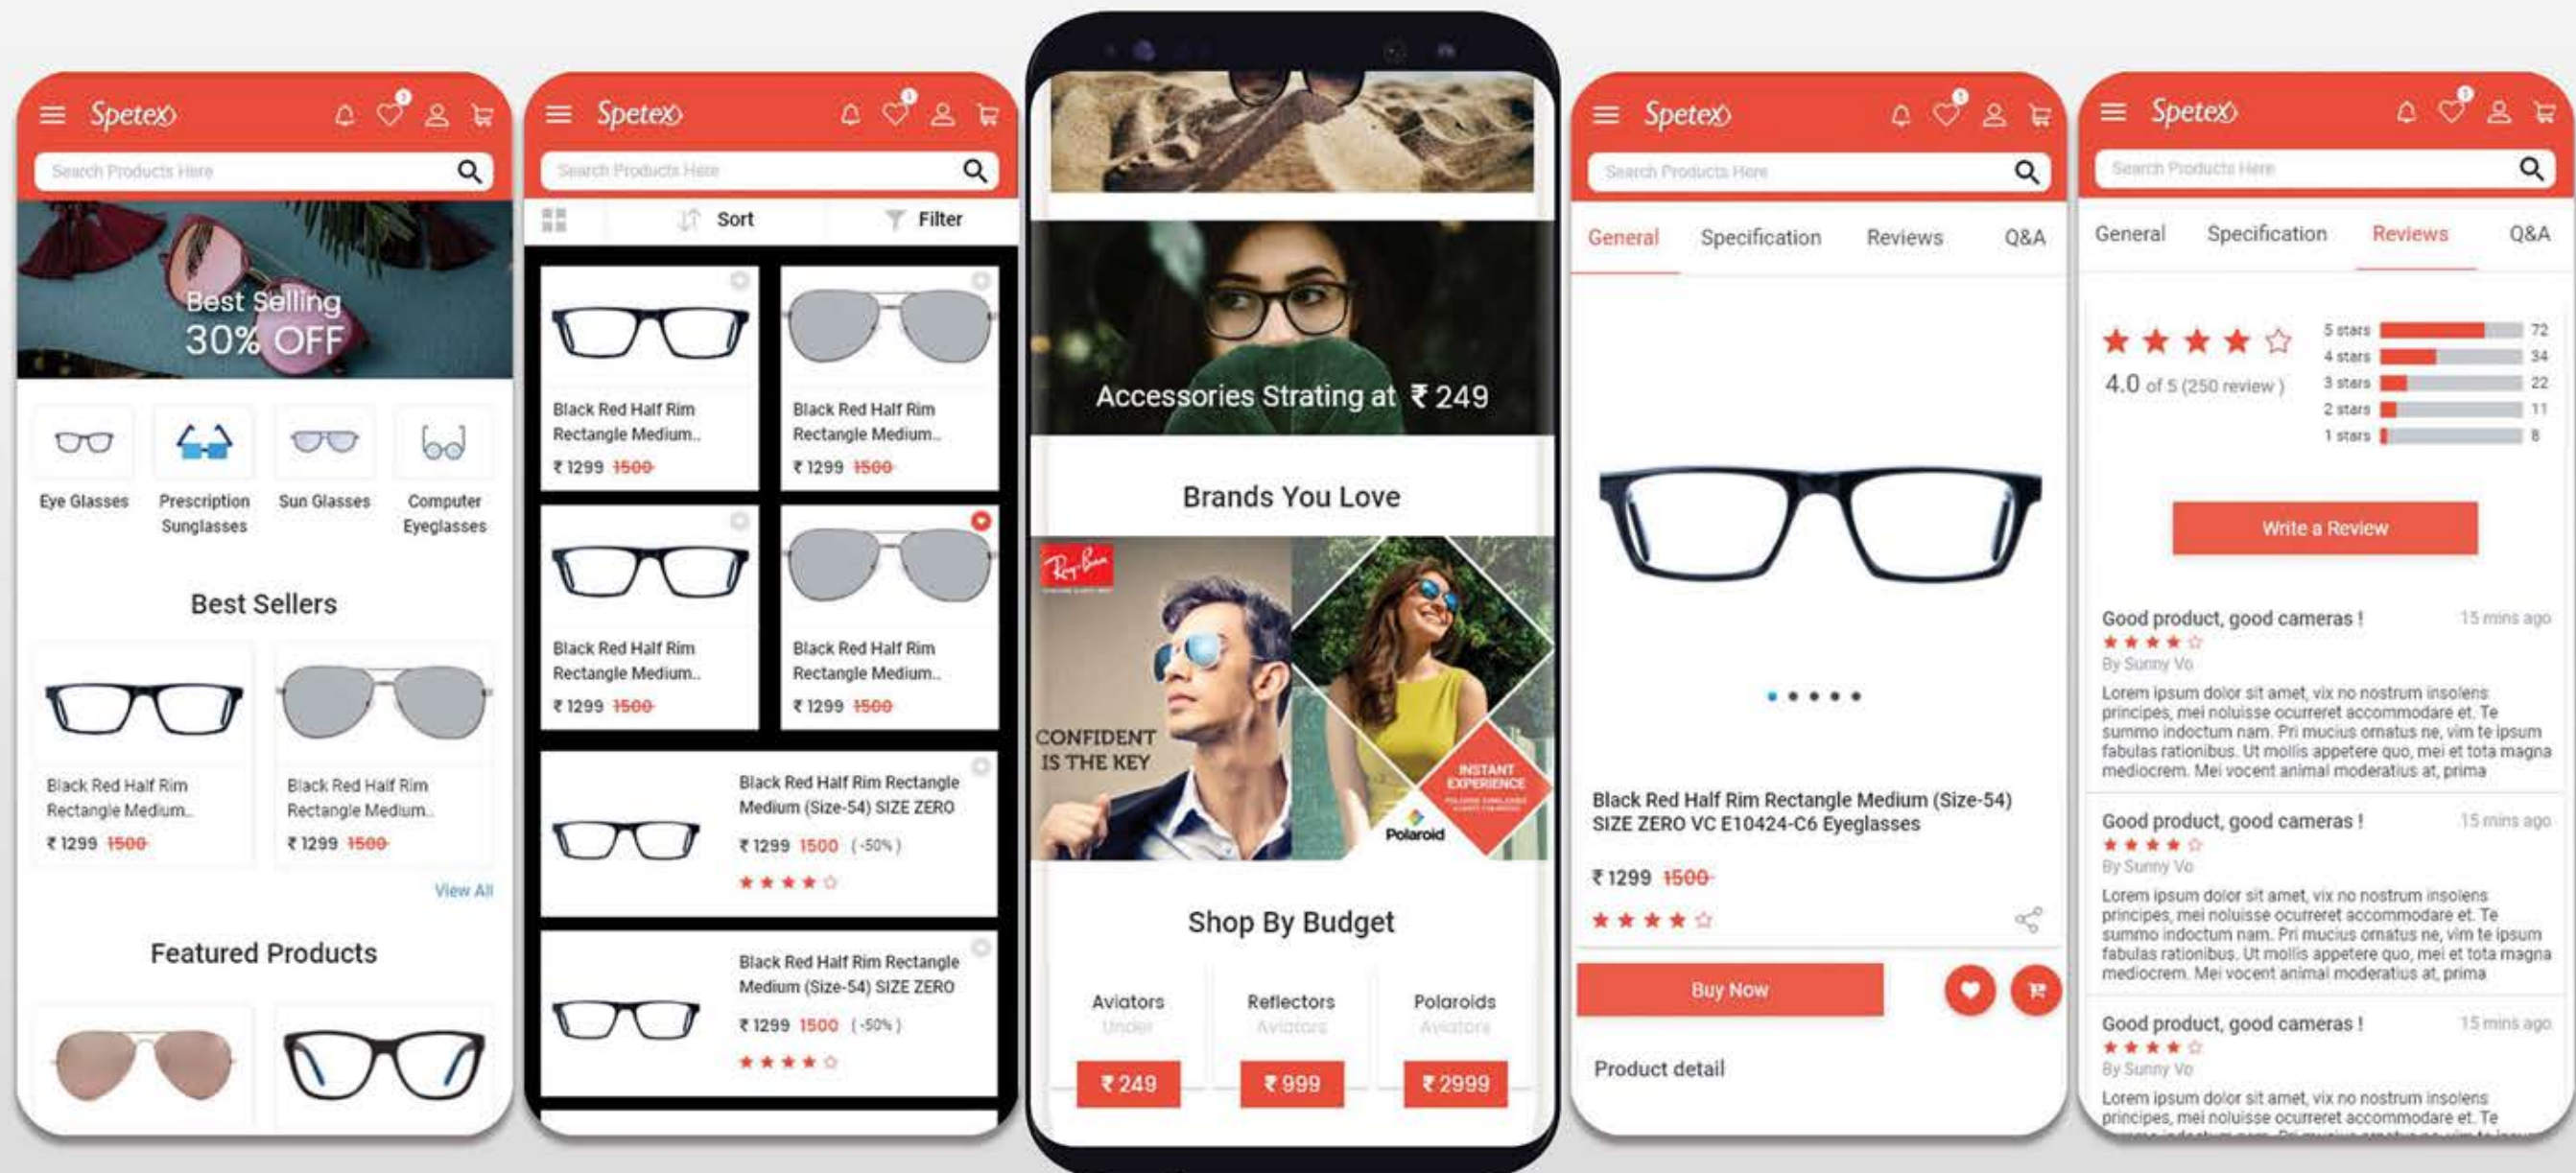 Spetex
1
Search Products Here
Best Selling
30% OFF
Eye Glasses
Prescription
Sunglasses
Sun Glasses
Computer
Eyeglasses
Best Sellers
Black Red Half Rim
Rectangle Medium..
₹ 1299 1500
Black Red Half Rim
Rectangle Medium..
₹ 1299 1500
View All
Featured Products
Spetex
1
Search Products Here
Sort
Filter
Black Red Half Rim
Rectangle Medium..
₹ 1299 1500
Black Red Half Rim
Rectangle Medium..
₹ 1299 1500
Black Red Half Rim
Rectangle Medium..
₹ 1299 1500
Black Red Half Rim
Rectangle Medium..
₹ 1299 1500
Black Red Half Rim Rectangle
Medium (Size-54) SIZE ZERO
₹ 1299 1500 (-50%)
Black Red Half Rim Rectangle
Medium (Size-54) SIZE ZERO
₹ 1299 1500 (-50%)
Accessories Strating at ₹ 249
Brands You Love
Ray-Ban
CONFIDENT
IS THE KEY
INSTANT
EXPERIENCE
Polaroid
Shop By Budget
Aviators
Under
₹ 249
Reflectors
Aviators
₹ 999
Polaroids
Aviators
₹ 2999
Spetex
1
Search Products Here
General Specification Reviews Q&A
Black Red Half Rim Rectangle Medium (Size-54)
SIZE ZERO VC E10424-C6 Eyeglasses
₹ 1299 1500
Buy Now
Product detail
Spetex
1
Search Products Here
General Specification Reviews Q&A
4.0 of 5 (250 review )
5 stars 72
4 stars 34
3 stars 22
2 stars 11
1 stars 8
Write a Review
Good product, good cameras ! 15 mins ago
By Sunny Vo
Lorem ipsum dolor sit amet, vix no nostrum insolens
principes, mei noluisse ocurreret accommodare et. Te
summo indoctum nam. Pri mucius ornatus ne, vim te ipsum
fabulas rationibus. Ut mollis appetere quo, mei et tota magna
mediocrem. Mei vocent animal moderatius at, prima
Good product, good cameras ! 15 mins ago
By Sunny Vo
Lorem ipsum dolor sit amet, vix no nostrum insolens
principes, mei noluisse ocurreret accommodare et. Te
summo indoctum nam. Pri mucius ornatus ne, vim te ipsum
fabulas rationibus. Ut mollis appetere quo, mei et tota magna
mediocrem. Mei vocent animal moderatius at, prima
Good product, good cameras ! 15 mins ago
By Sunny Vo
Lorem ipsum dolor sit amet, vix no nostrum insolens
principes, mei noluisse ocurreret accommodare et. Te